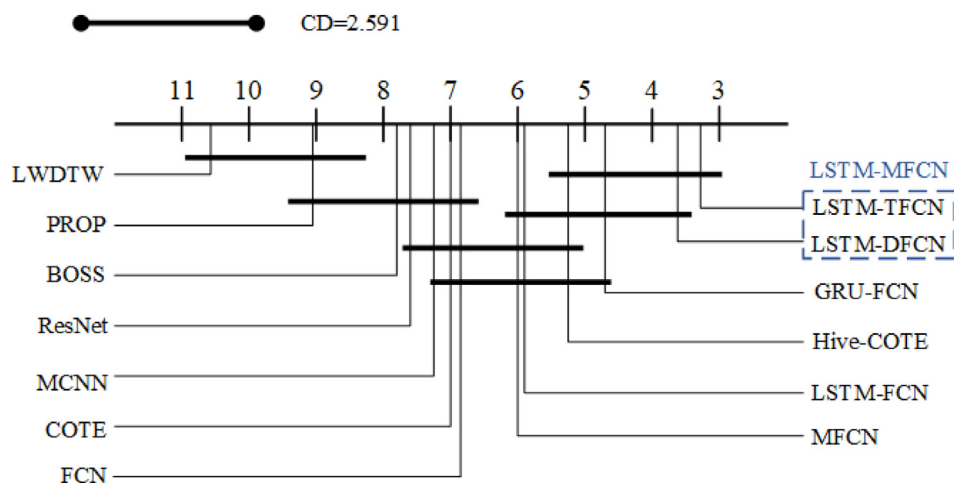 CD=2.591
11 10 9 8 7 6 5 4 3
LWDTW
LSTM-MFCN
LSTM-TFCN
PROP
LSTM-DFCN
BOSS
GRU-FCN
ResNet
Hive-COTE
MCNN
LSTM-FCN
COTE
MFCN
FCN